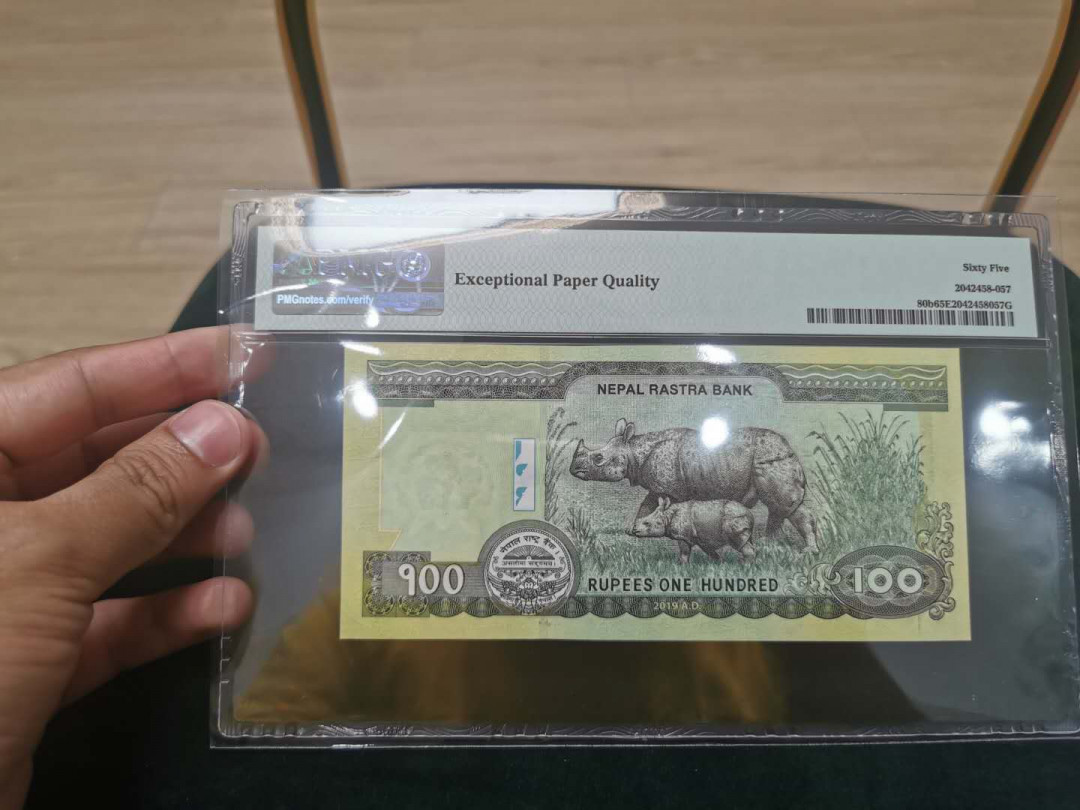 PMG
PMGnotes.com/verify
Exceptional Paper Quality
Sixty Five
2042458-057
80b65E2042458057G
NEPAL RASTRA BANK
नेपाल राष्ट्र बैंक
१००
RUPEES ONE HUNDRED
100
2019 A.D.